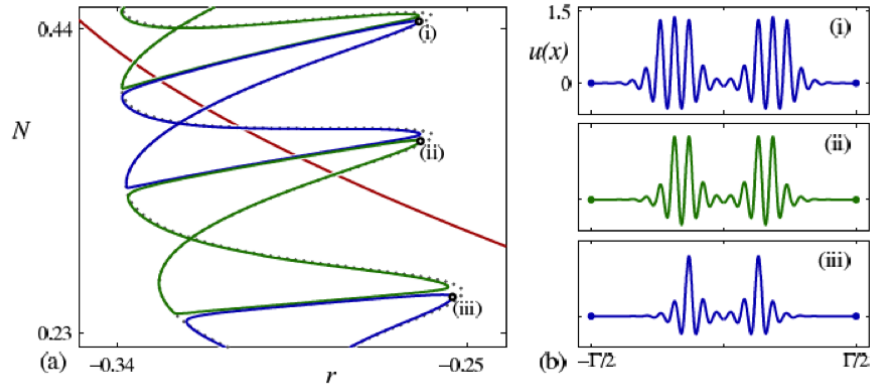 0.44
N
0.23
(i)
(ii)
(iii)
(a)
−0.34
r
−0.25
1.5
u(x)
0
(i)
(ii)
(iii)
(b)
−Γ/2
Γ/2